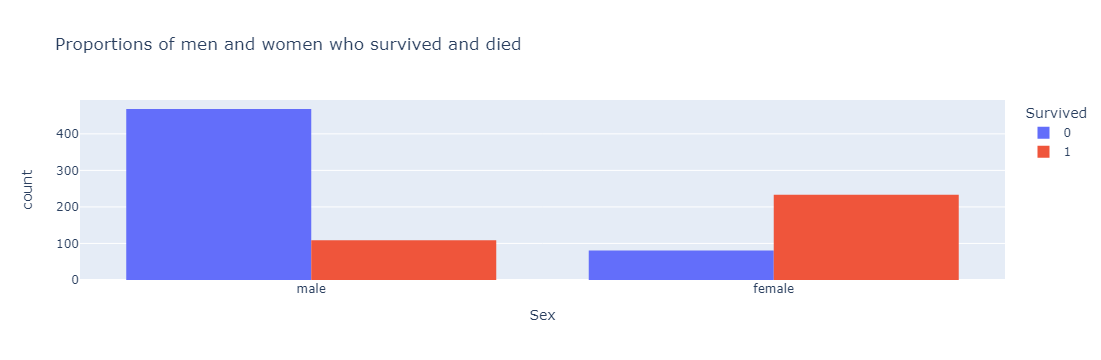 Proportions of men and women who survived and died
Survived
0
1
400
300
200
100
0
count
male
female
Sex